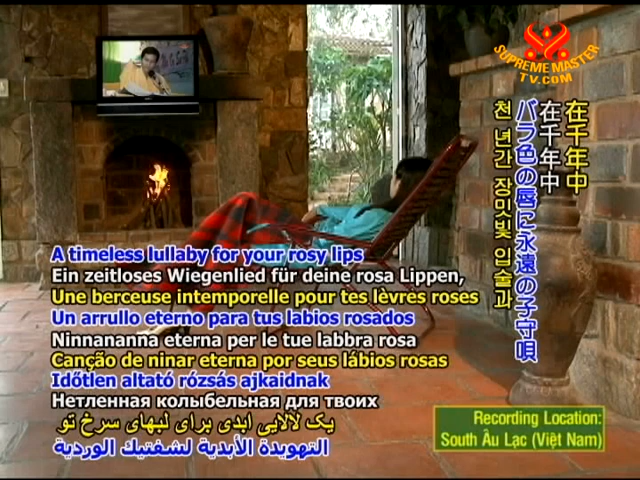 SUPREME MASTER
TV.COM
在千年中
在千年中
バラ色の唇に永遠の子守唄
천 년간 장밋빛 입술과
A timeless lullaby for your rosy lips
Ein zeitloses Wiegenlied für deine rosa Lippen,
Une berceuse intemporelle pour tes lèvres roses
Un arrullo eterno para tus labios rosados
Ninnananna eterna per le tue labbra rosa
Canção de ninar eterna por seus lábios rosas
Időtlen altató rózsás ajkaidnak
Нетленная колыбельная для твоих
یک لالایی ابدی برای لبهای سرخ تو
التهويدة الأبدية لشفتيك الوردية
Recording Location:
South Âu Lạc (Việt Nam)